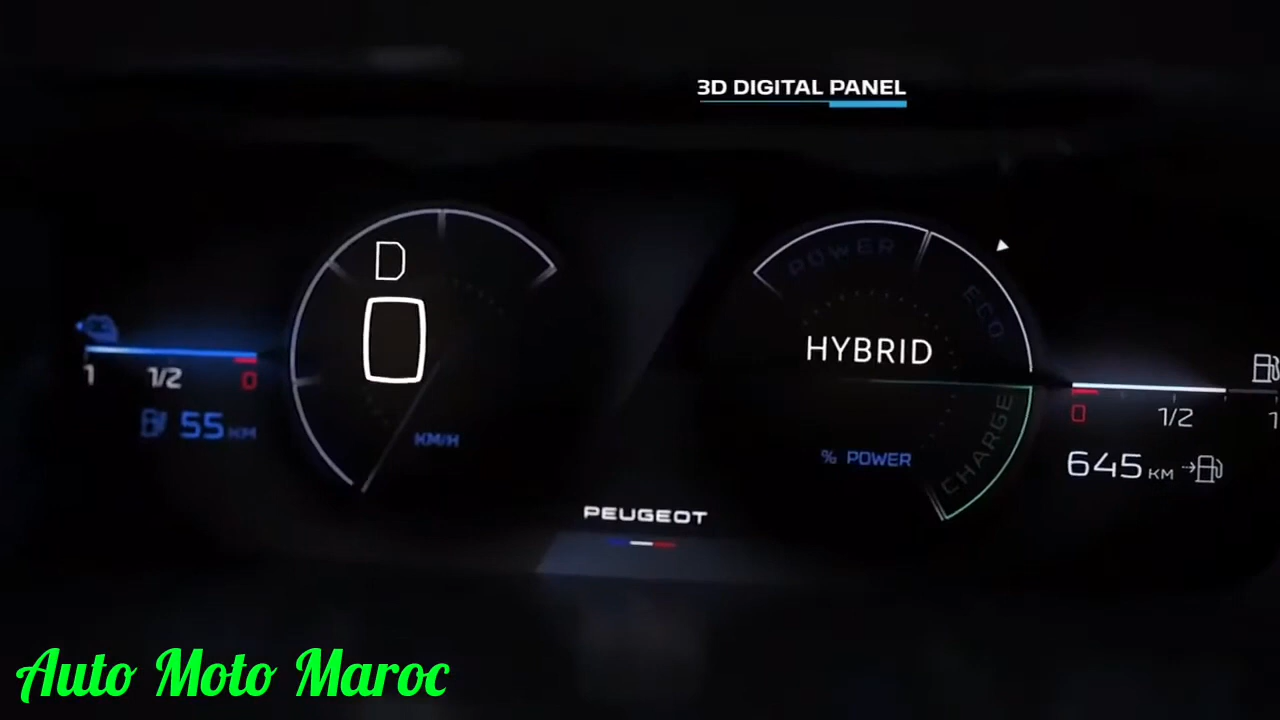 3D DIGITAL PANEL
D
0
KM/H
1 1/2 0
55 KM
POWER
ECO
HYBRID
CHARGE
% POWER
0 1/2 1
645 KM
PEUGEOT
Auto Moto Maroc